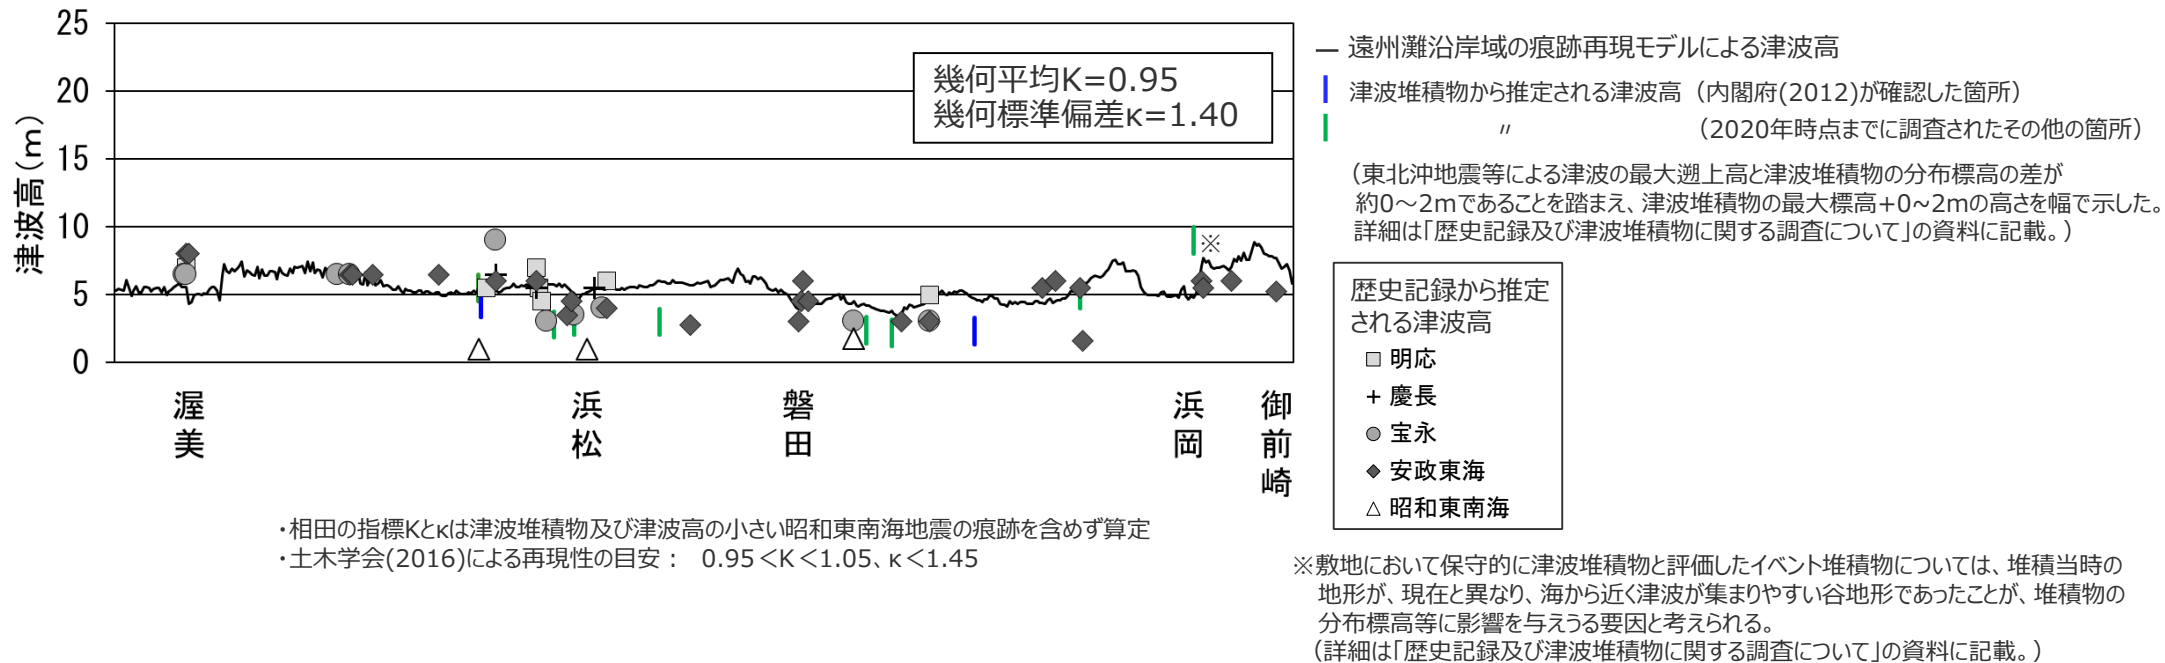 25
20
15
10
5
0
津波高(m)
幾何平均K=0.95
幾何標準偏差κ=1.40
渥美
浜松
磐田
浜岡
御前崎
遠州灘沿岸域の痕跡再現モデルによる津波高
津波堆積物から推定される津波高（内閣府(2012)が確認した箇所）
〃 （2020年時点までに調査されたその他の箇所）
（東北沖地震等による津波の最大遡上高と津波堆積物の分布標高の差が
約0～2mであることを踏まえ、津波堆積物の最大標高+0~2mの高さを幅で示した。
詳細は「歴史記録及び津波堆積物に関する調査について」の資料に記載。）
※
歴史記録から推定
される津波高
明応
慶長
宝永
安政東海
昭和東南海
・相田の指標Kとκは津波堆積物及び津波高の小さい昭和東南海地震の痕跡を含めず算定
・土木学会(2016)による再現性の目安： 0.95＜K＜1.05、κ＜1.45
※敷地において保守的に津波堆積物と評価したイベント堆積物については、堆積当時の
地形が、現在と異なり、海から近く津波が集まりやすい谷地形であったことが、堆積物の
分布標高等に影響を与えうる要因と考えられる。
（詳細は「歴史記録及び津波堆積物に関する調査について」の資料に記載。）